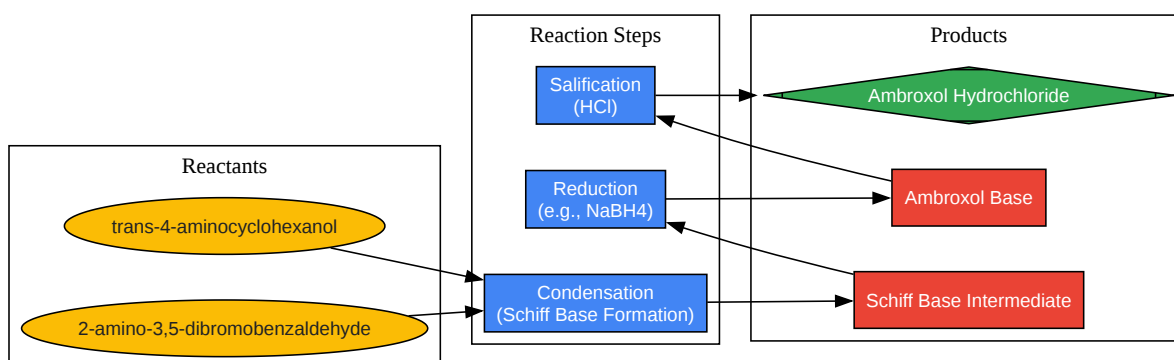 Reaction Steps
Products
Salification
(HCl)
Ambroxol Hydrochloride
Reactants
trans-4-aminocyclohexanol
Reduction
(e.g., NaBH4)
Ambroxol Base
2-amino-3,5-dibromobenzaldehyde
Condensation
(Schiff Base Formation)
Schiff Base Intermediate